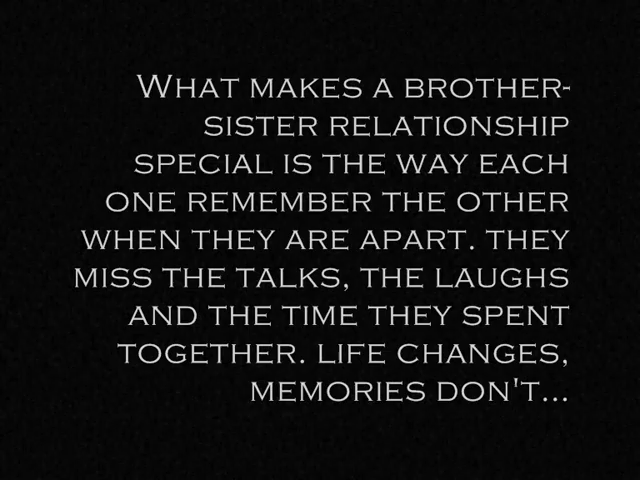 What makes a brother-
sister relationship
special is the way each
one remember the other
when they are apart. they
miss the talks, the laughs
and the time they spent
together. life changes,
memories don't...